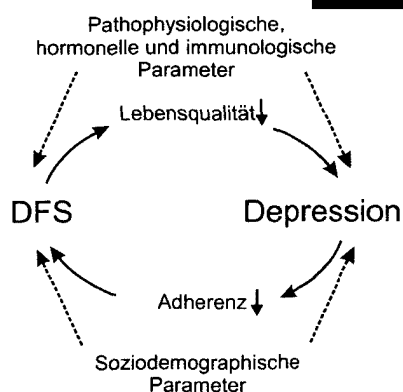 Pathophysiologische,
hormonelle und immunologische
Parameter
Lebensqualität↓
DFS
Depression
Adherenz↓
Soziodemographische
Parameter